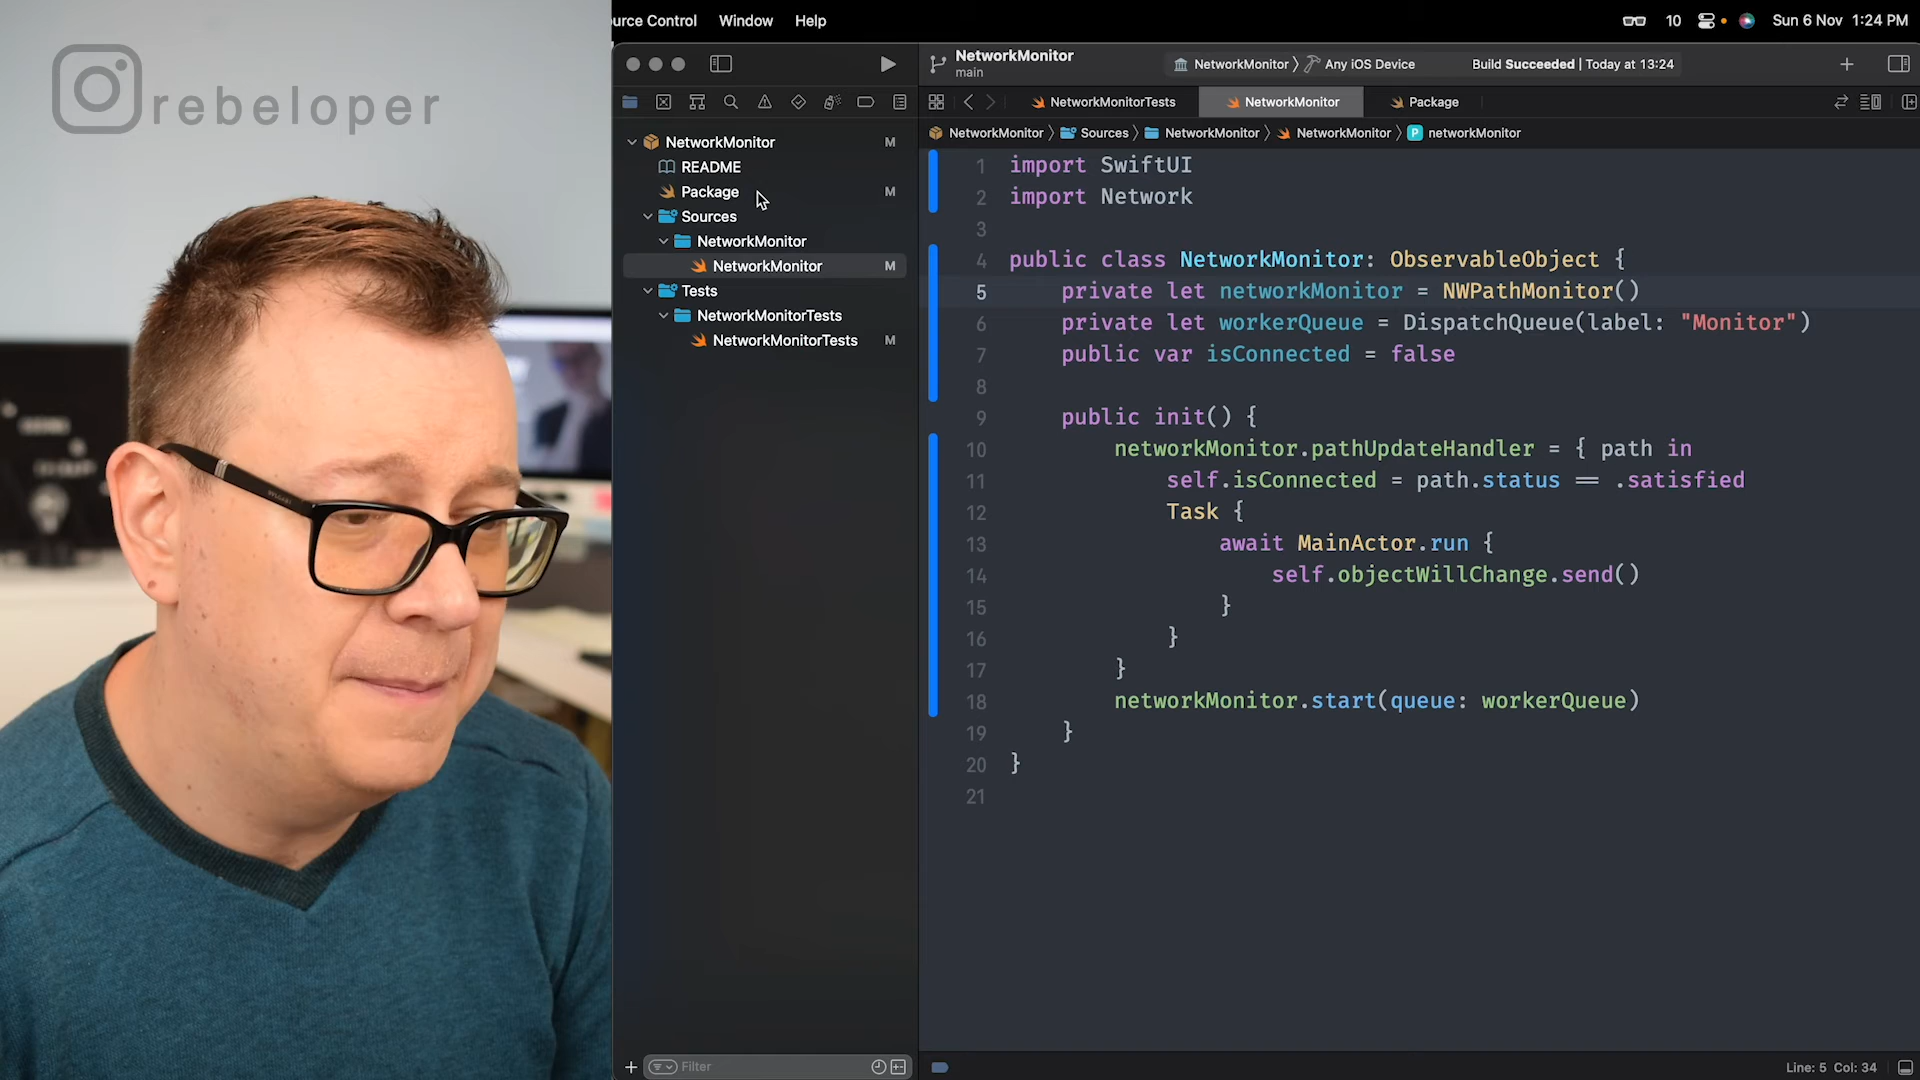 urce Control Window Help
10 Sun 6 Nov 1:24 PM
rebeloper
NetworkMonitor
main
NetworkMonitor 〉 Any iOS Device
Build Succeeded | Today at 13:24
NetworkMonitorTests
NetworkMonitor
Package
NetworkMonitor 〉 Sources 〉 NetworkMonitor 〉 NetworkMonitor 〉 P networkMonitor
NetworkMonitor M
README
Package M
Sources
NetworkMonitor
NetworkMonitor M
Tests
NetworkMonitorTests
NetworkMonitorTests M
1 import SwiftUI
2 import Network
3
4 public class NetworkMonitor: ObservableObject {
5 private let networkMonitor = NWPathMonitor()
6 private let workerQueue = DispatchQueue(label: "Monitor")
7 public var isConnected = false
8
9 public init() {
10 networkMonitor.pathUpdateHandler = { path in
11 self.isConnected = path.status == .satisfied
12 Task {
13 await MainActor.run {
14 self.objectWillChange.send()
15 }
16 }
17 }
18 networkMonitor.start(queue: workerQueue)
19 }
20 }
21
Filter
Line: 5 Col: 34